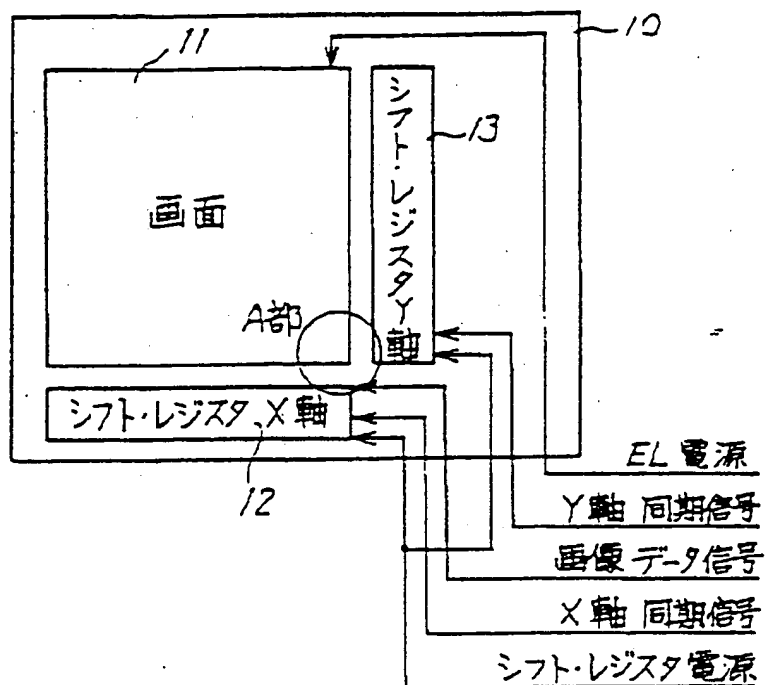 11
10
シフト・レジスタY軸
13
画面
A部
シフト・レジスタ、X軸
12
EL 電源
Y軸 同期信号
画像 データ信号
X軸 同期信号
シフト・レジスタ電源